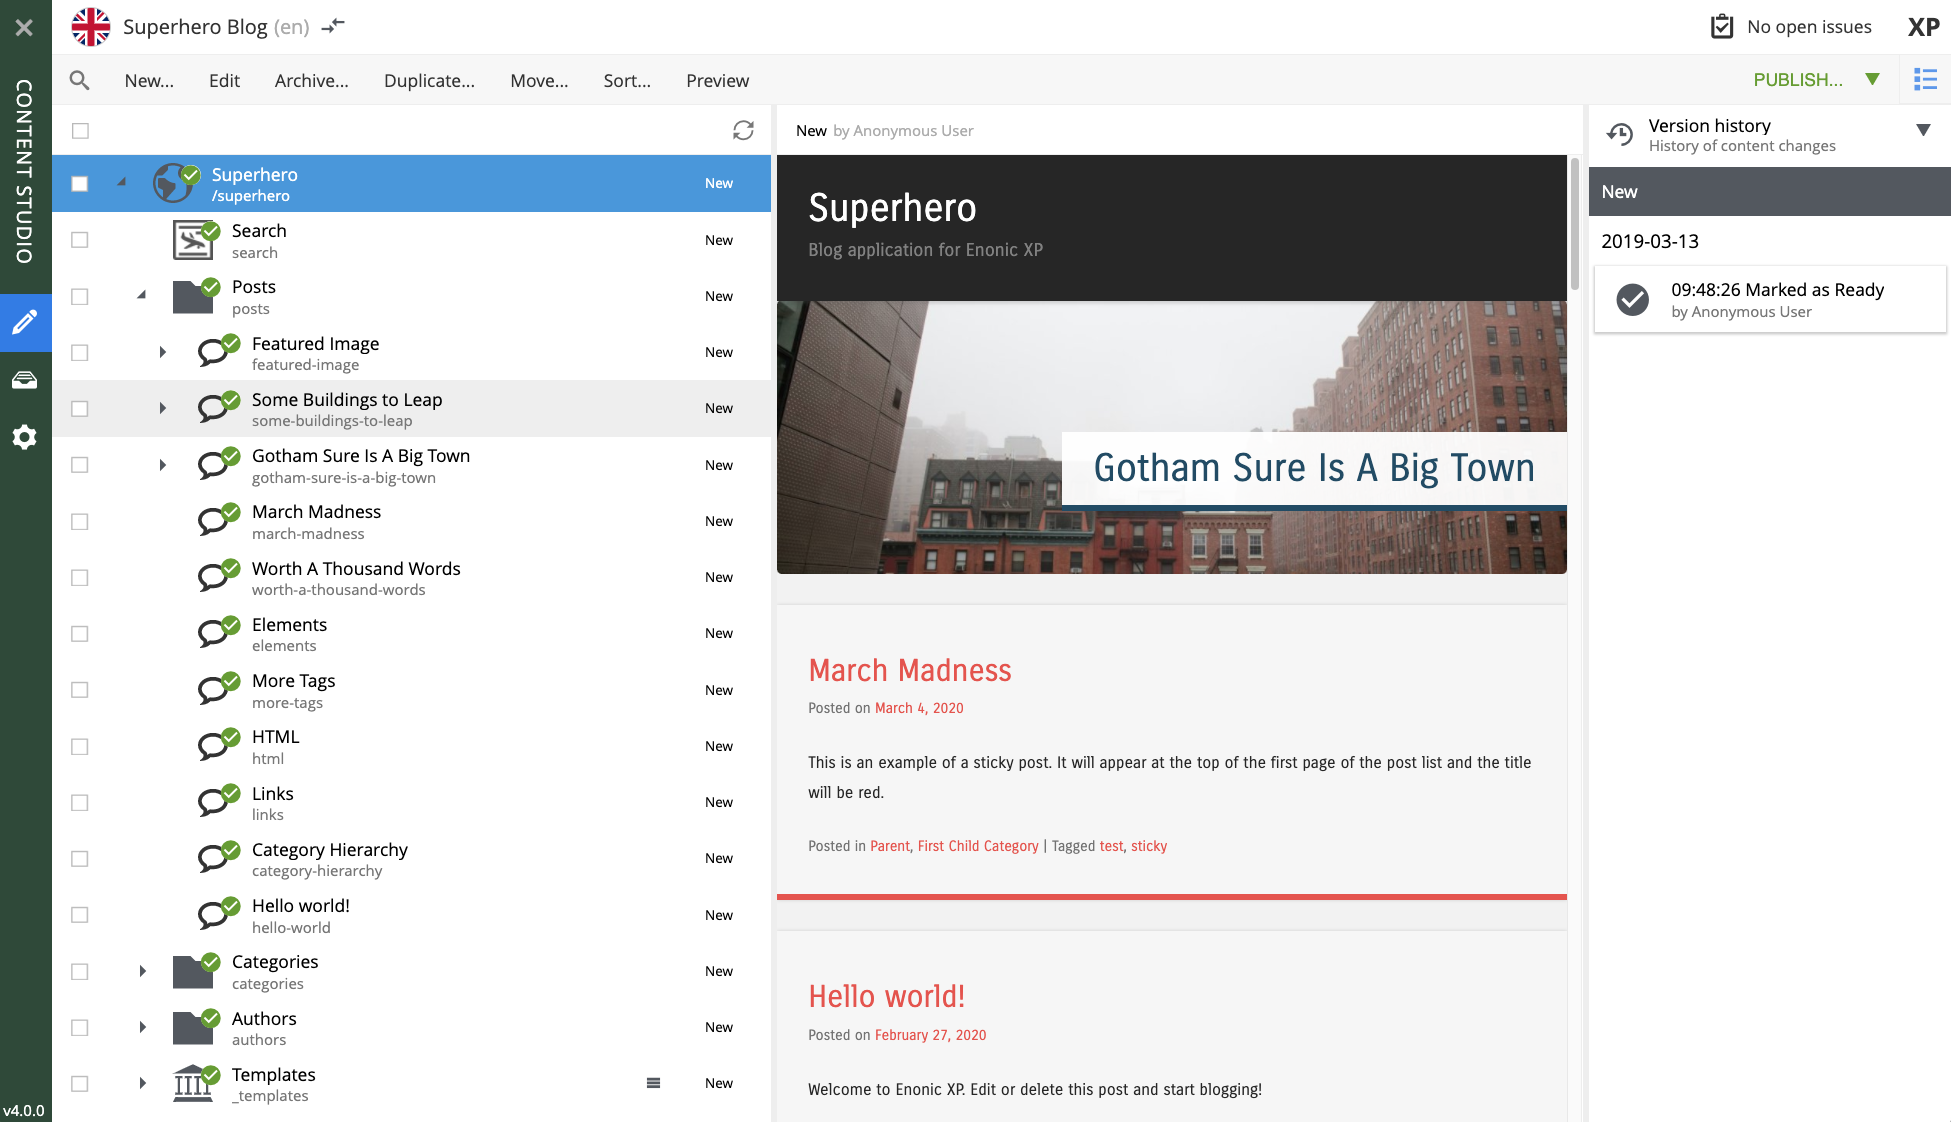 Superhero Blog (en)
No open issues
XP
CONTENT STUDIO
New...
Edit
Archive...
Duplicate...
Move...
Sort...
Preview
PUBLISH...
Superhero
/superhero
New
Search
search
New
Posts
posts
New
Featured Image
featured-image
New
Some Buildings to Leap
some-buildings-to-leap
New
Gotham Sure Is A Big Town
gotham-sure-is-a-big-town
New
March Madness
march-madness
New
Worth A Thousand Words
worth-a-thousand-words
New
Elements
elements
New
More Tags
more-tags
New
HTML
html
New
Links
links
New
Category Hierarchy
category-hierarchy
New
Hello world!
hello-world
New
Categories
categories
New
Authors
authors
New
Templates
_templates
New
v4.0.0
New by Anonymous User
Superhero
Blog application for Enonic XP
Gotham Sure Is A Big Town
March Madness
Posted on March 4, 2020
This is an example of a sticky post. It will appear at the top of the first page of the post list and the title
will be red.
Posted in Parent, First Child Category | Tagged test, sticky
Hello world!
Posted on February 27, 2020
Welcome to Enonic XP. Edit or delete this post and start blogging!
Version history
History of content changes
New
2019-03-13
09:48:26 Marked as Ready
by Anonymous User